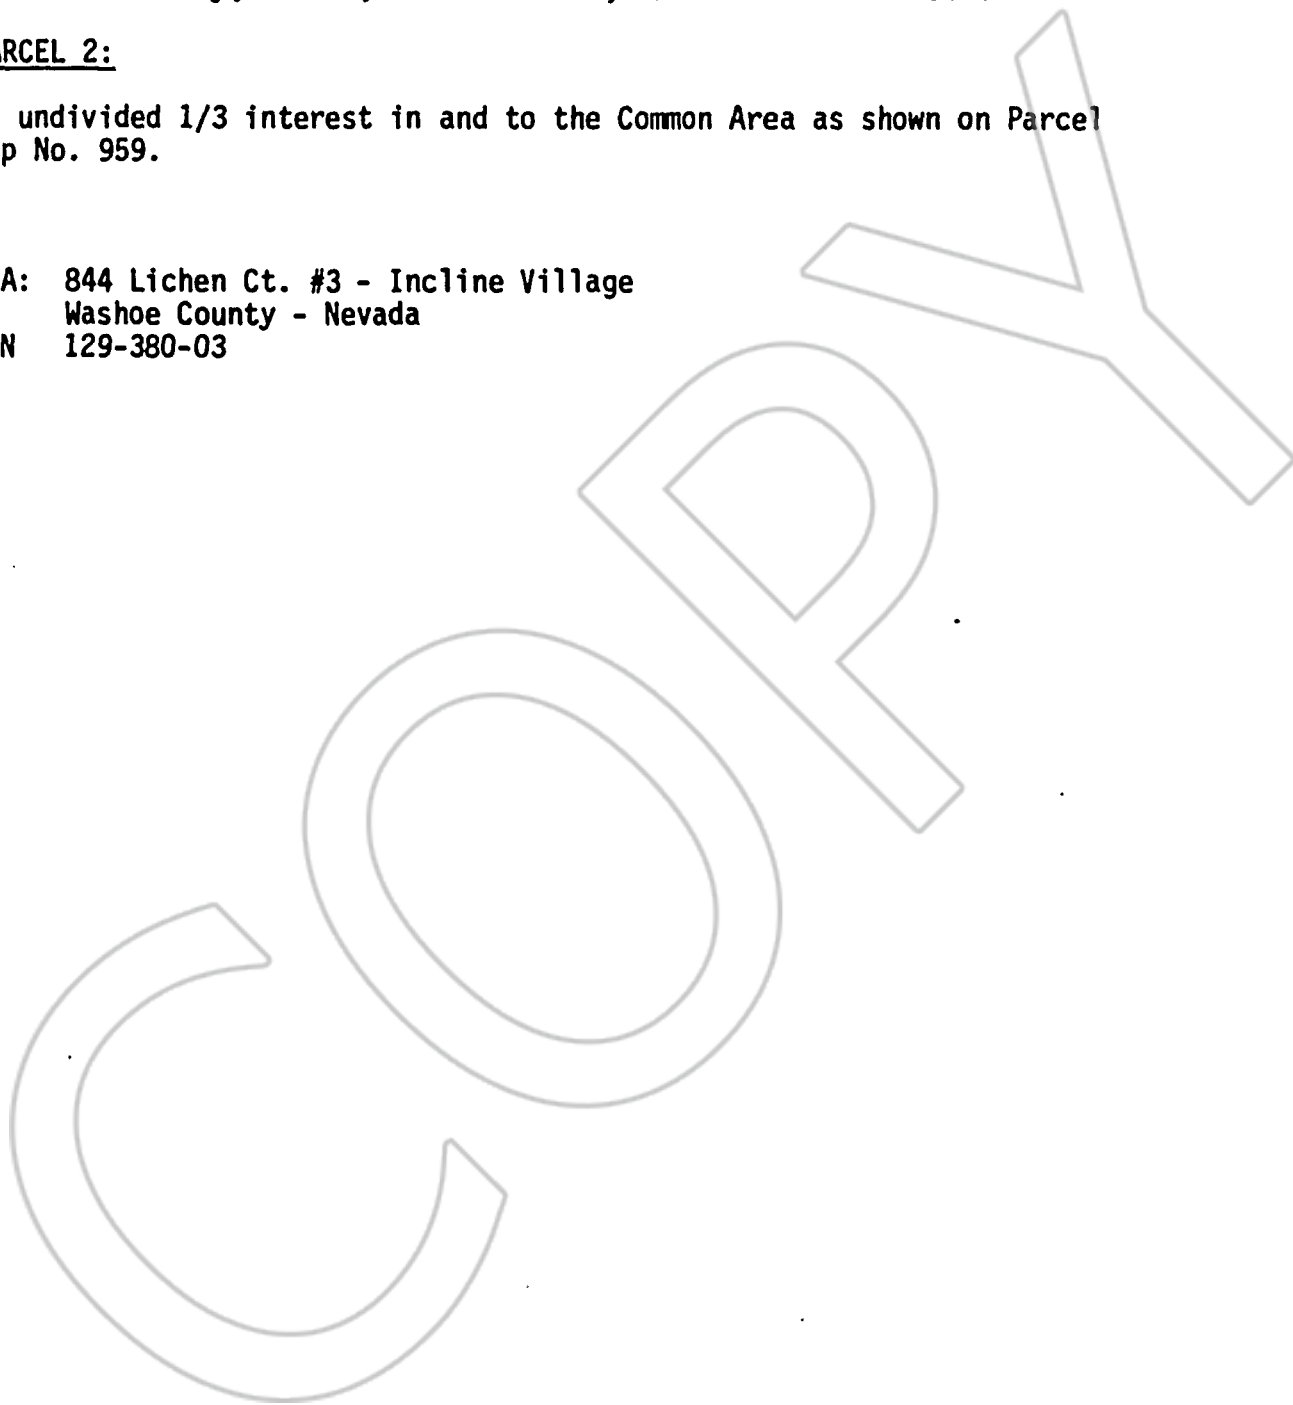 RCEL 2:
undivided 1/3 interest in and to the Common Area as shown on Parcel
p No. 959.
A: 844 Lichen Ct. #3 - Incline Village
Washoe County - Nevada
N 129-380-03
COPY